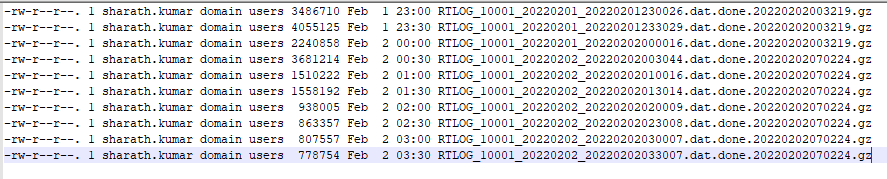 -rw-r--r--. 1 sharath.kumar domain users 3486710 Feb  1 23:00 RTLOG_10001_20220201_20220201230026.dat.done.20220202003219.gz
-rw-r--r--. 1 sharath.kumar domain users 4055125 Feb  1 23:30 RTLOG_10001_20220201_20220201233029.dat.done.20220202003219.gz
-rw-r--r--. 1 sharath.kumar domain users 2240858 Feb  2 00:00 RTLOG_10001_20220201_20220202000016.dat.done.20220202003219.gz
-rw-r--r--. 1 sharath.kumar domain users 3681214 Feb  2 00:30 RTLOG_10001_20220202_20220202003044.dat.done.20220202070224.gz
-rw-r--r--. 1 sharath.kumar domain users 1510222 Feb  2 01:00 RTLOG_10001_20220202_20220202010016.dat.done.20220202070224.gz
-rw-r--r--. 1 sharath.kumar domain users 1558192 Feb  2 01:30 RTLOG_10001_20220202_20220202013014.dat.done.20220202070224.gz
-rw-r--r--. 1 sharath.kumar domain users  938005 Feb  2 02:00 RTLOG_10001_20220202_20220202020009.dat.done.20220202070224.gz
-rw-r--r--. 1 sharath.kumar domain users  863357 Feb  2 02:30 RTLOG_10001_20220202_20220202023008.dat.done.20220202070224.gz
-rw-r--r--. 1 sharath.kumar domain users  807557 Feb  2 03:00 RTLOG_10001_20220202_20220202030007.dat.done.20220202070224.gz
-rw-r--r--. 1 sharath.kumar domain users  778754 Feb  2 03:30 RTLOG_10001_20220202_20220202033007.dat.done.20220202070224.gz